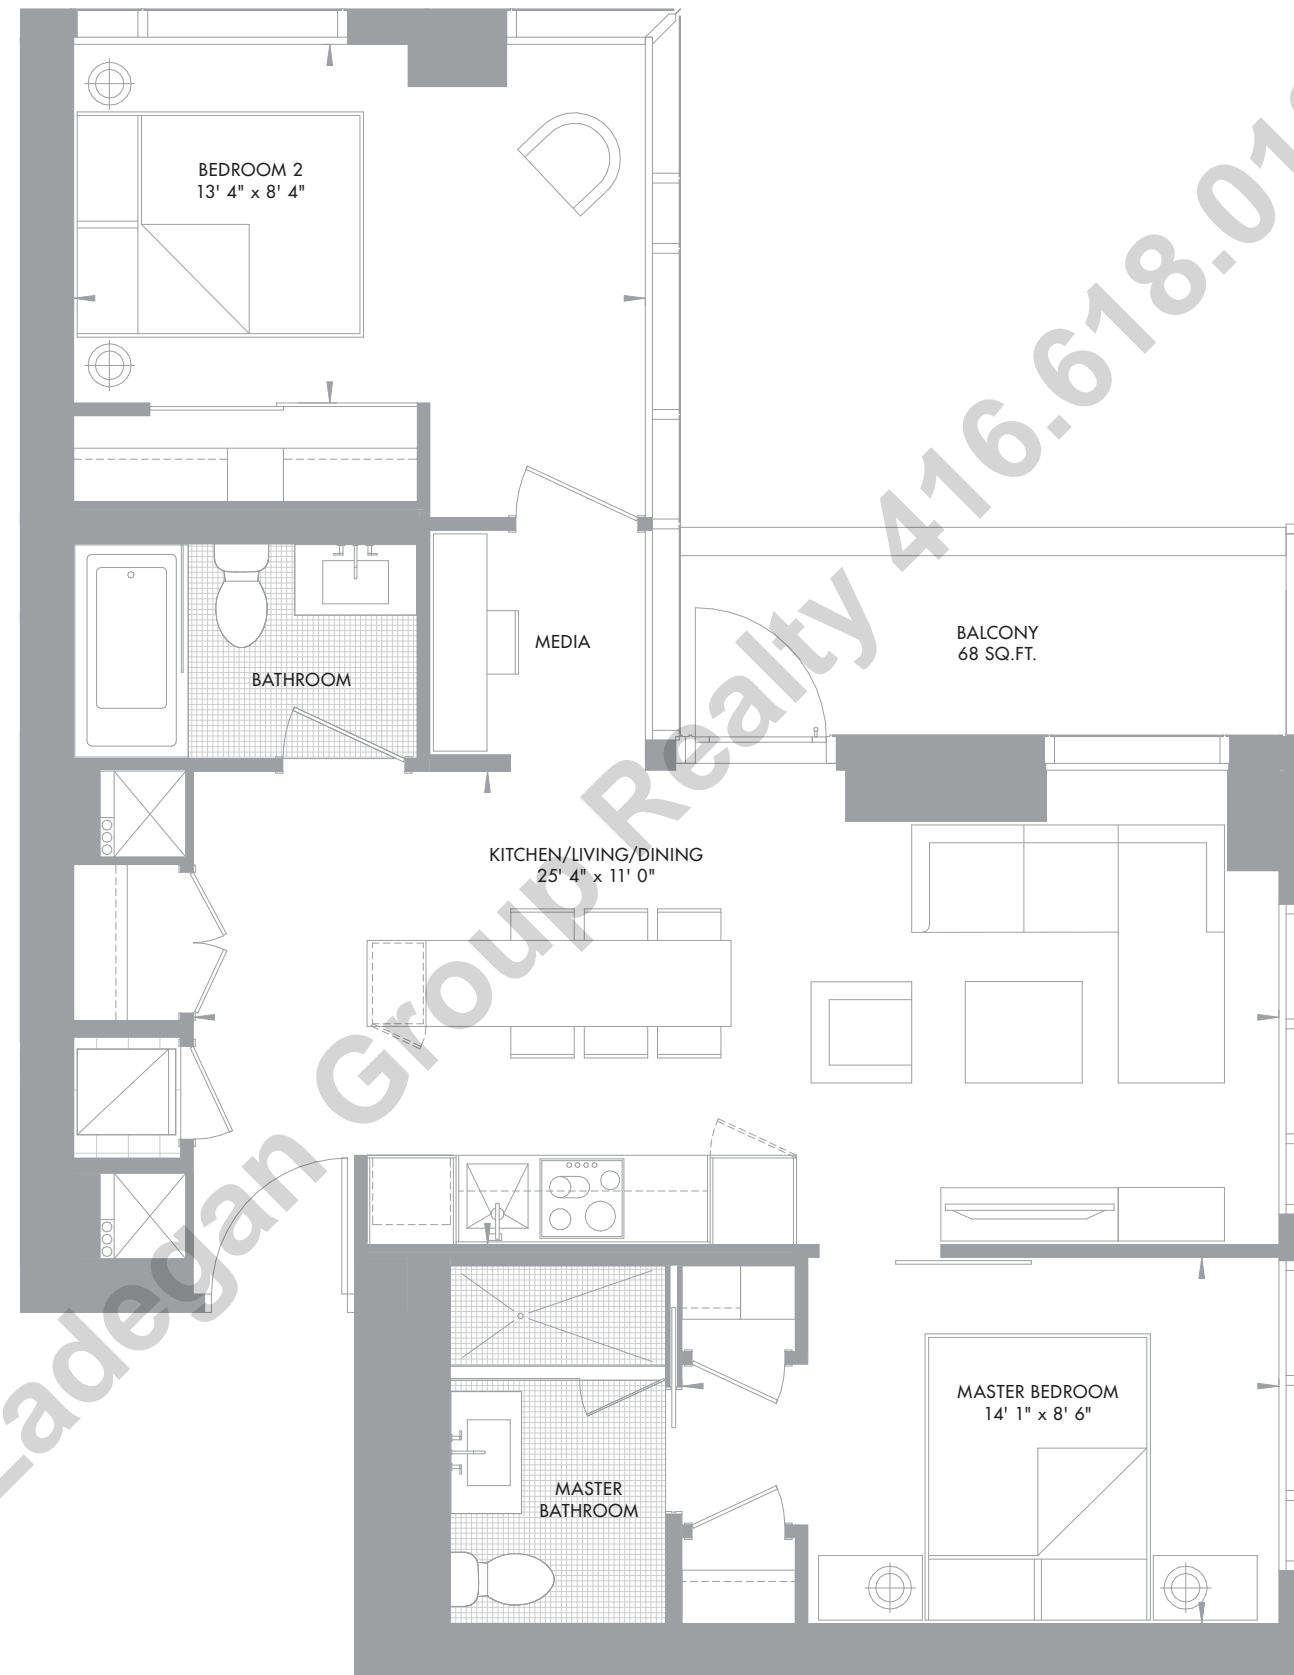 BEDROOM 2
13' 4" x 8' 4"
MEDIA
BALCONY
68 SQ.FT.
BATHROOM
KITCHEN/LIVING/DINING
25' 4" x 11' 0"
MASTER BEDROOM
14' 1" x 8' 6"
MASTER
BATHROOM
Ladegan Group Realty 416.618.01